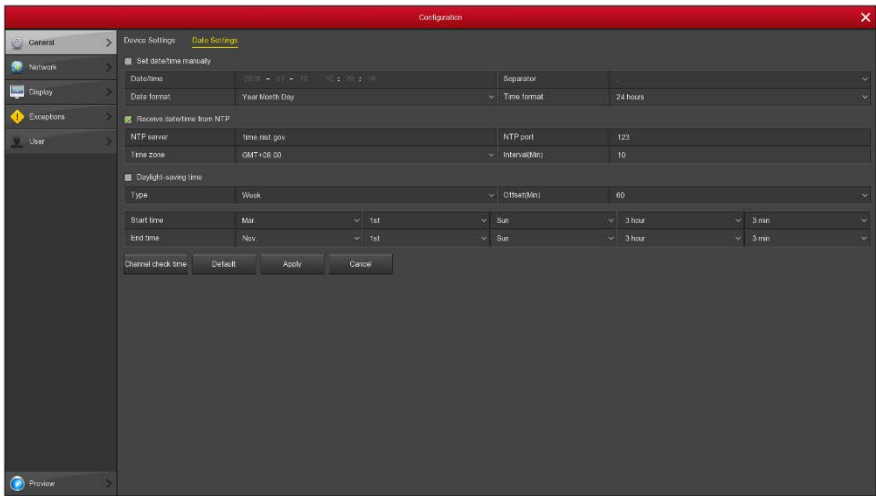 Configuration
General
Device Settings Date Settings
Set date/time manually
Network
Date/time Separator
Display
Date format Year Month Day Time format 24 hours
Exceptions
Receive date/time from NTP
User
NTP server time.nist.gov NTP port 123
Time zone GMT+08:00 Interval(Min) 10
Daylight-saving time
Type Week Offset(Min) 60
Start time Mar. 1st Sun 3 hour 3 min
End time Nov. 1st Sun 3 hour 3 min
Channel check time Default Apply Cancel
Preview